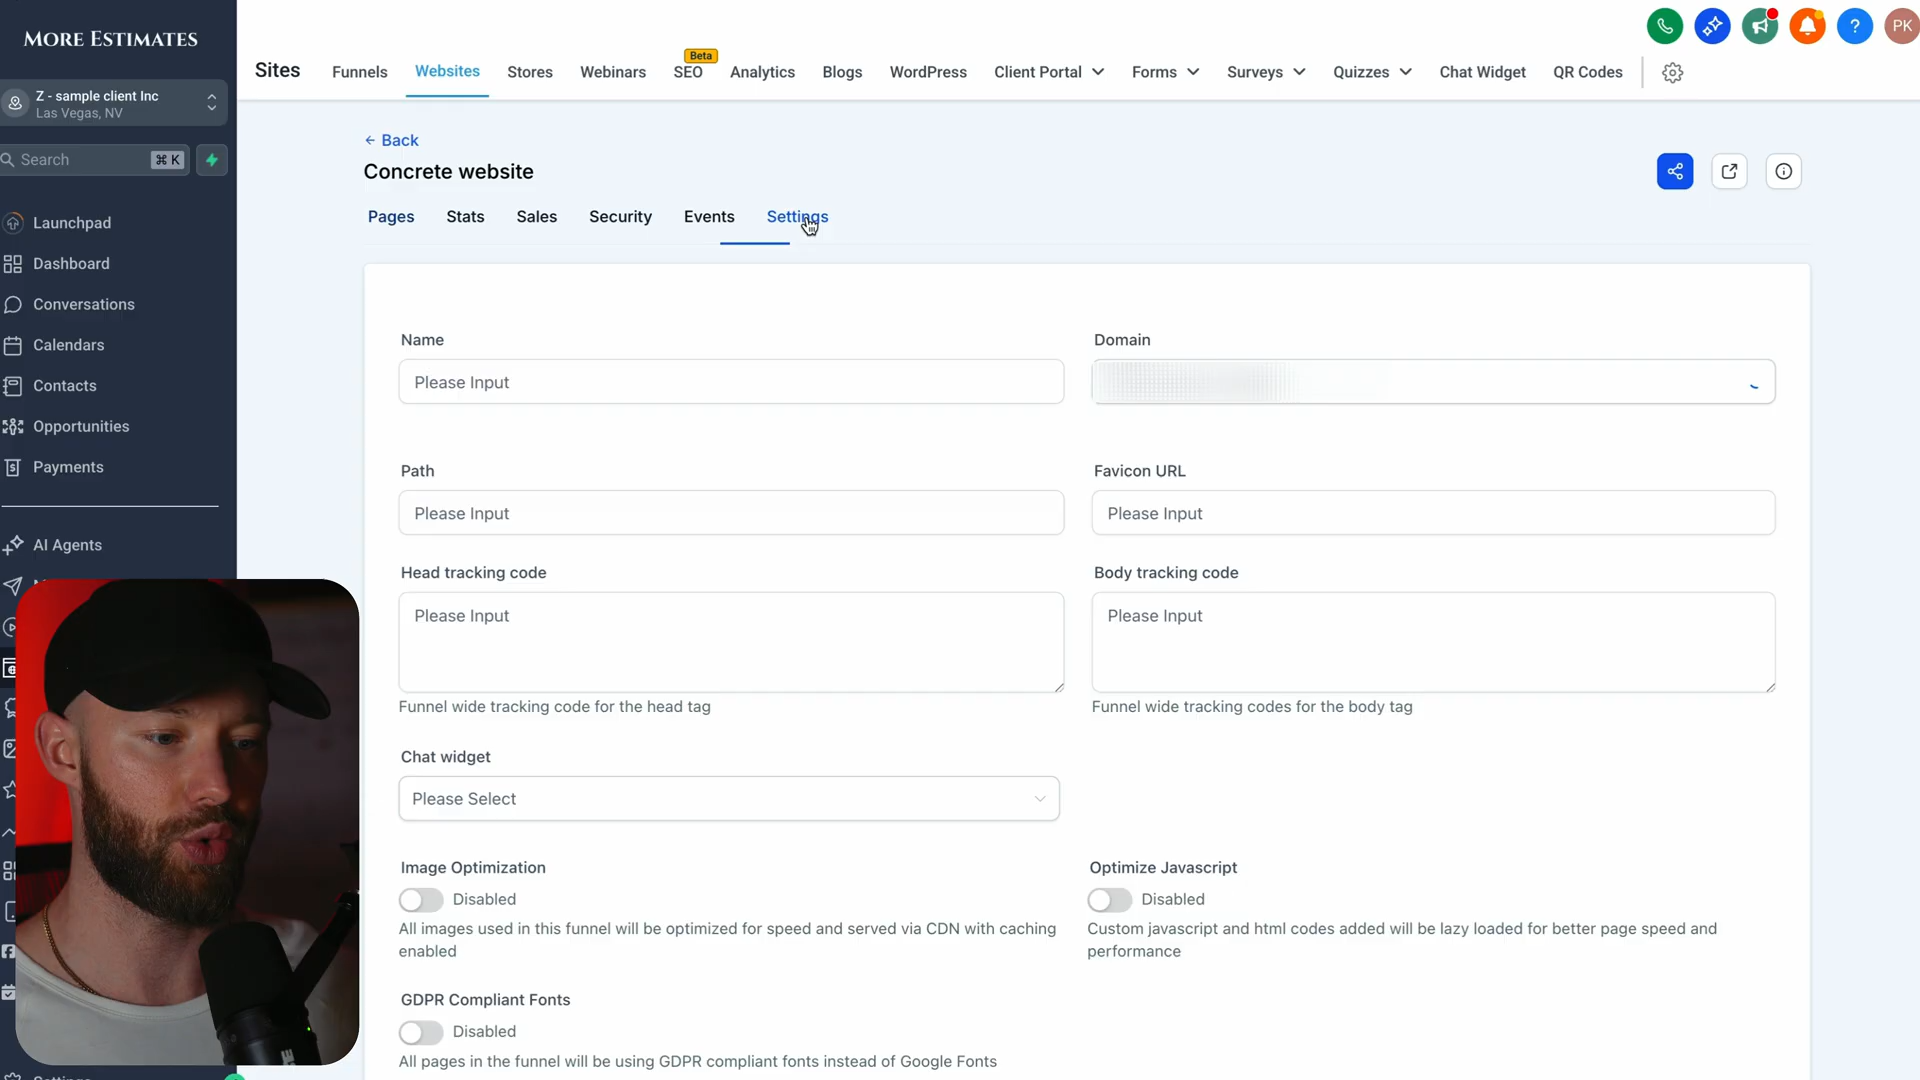 MORE ESTIMATES
Z - sample client Inc
Las Vegas, NV
Search
⌘ K
Launchpad
Dashboard
Conversations
Calendars
Contacts
Opportunities
Payments
AI Agents
Sites
Funnels
Websites
Stores
Webinars
Beta
SEO
Analytics
Blogs
WordPress
Client Portal
Forms
Surveys
Quizzes
Chat Widget
QR Codes
PK
← Back
Concrete website
Pages
Stats
Sales
Security
Events
Settings
Name
Domain
Please Input
Path
Favicon URL
Please Input
Please Input
Head tracking code
Body tracking code
Please Input
Please Input
Funnel wide tracking code for the head tag
Funnel wide tracking codes for the body tag
Chat widget
Please Select
Image Optimization
Optimize Javascript
Disabled
Disabled
All images used in this funnel will be optimized for speed and served via CDN with caching
enabled
Custom javascript and html codes added will be lazy loaded for better page speed and
performance
GDPR Compliant Fonts
Disabled
All pages in the funnel will be using GDPR compliant fonts instead of Google Fonts